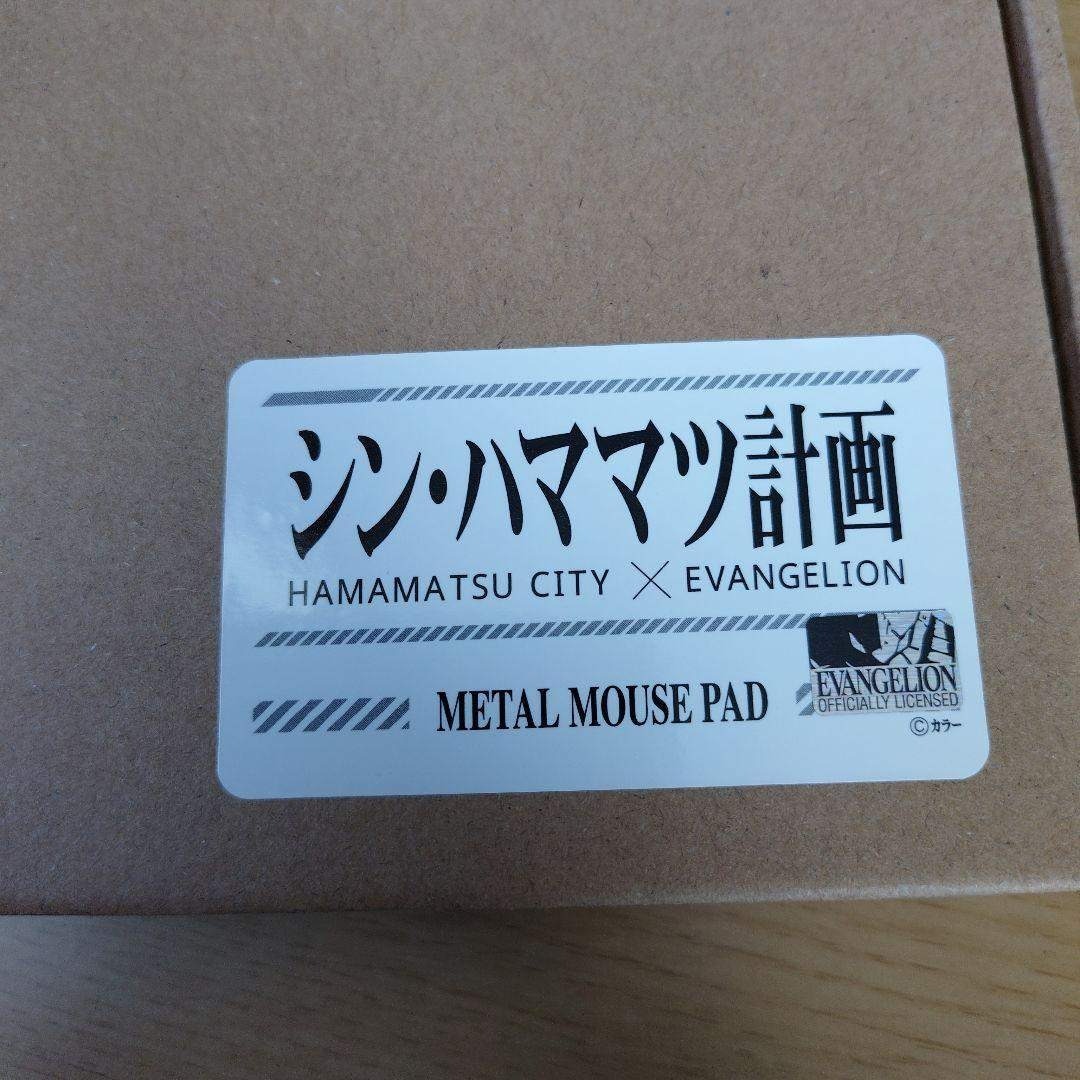 シン・ハママツ計画
HAMAMATSU CITY × EVANGELION
METAL MOUSE PAD
EVANGELION
OFFICIALLY LICENSED
©カラー